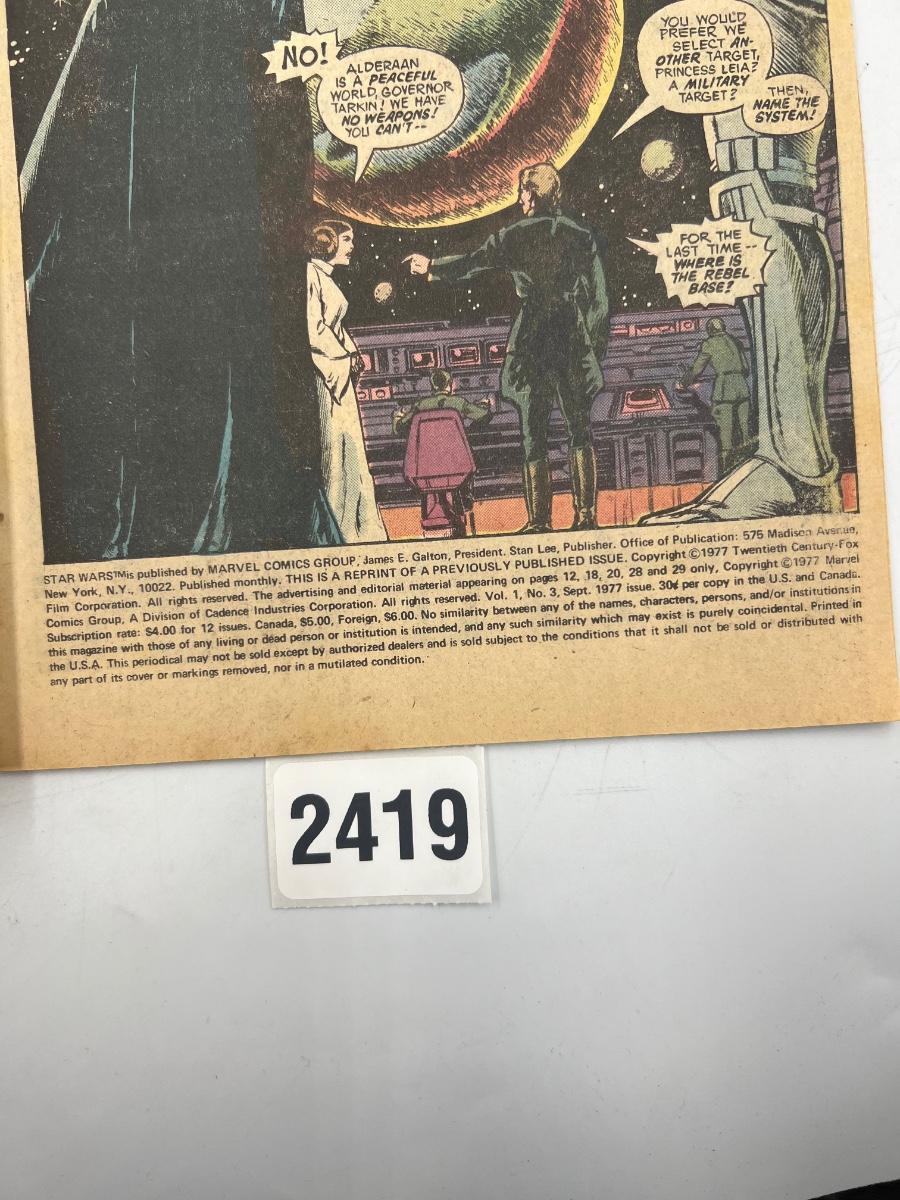 NO!
ALDERAAN
IS A PEACEFUL
WORLD, GOVERNOR
TARKIN! WE HAVE
NO WEAPONS!
YOU CAN'T--
YOU WOULD
PREFER WE
SELECT AN-
OTHER TARGET,
PRINCESS LEIA?
A MILITARY
TARGET?
THEN,
NAME THE
SYSTEM!
FOR THE
LAST TIME--
WHERE IS
THE REBEL
BASE?
STAR WARS™ is published by MARVEL COMICS GROUP, James E. Galton, President. Stan Lee, Publisher. Office of Publication: 575 Madison Avenue,
New York, N.Y., 10022. Published monthly. THIS IS A REPRINT OF A PREVIOUSLY PUBLISHED ISSUE. Copyright ©1977 Twentieth Century-Fox
Film Corporation. All rights reserved. The advertising and editorial material appearing on pages 12, 18, 20, 28 and 29 only, Copyright ©1977 Marvel
Comics Group, A Division of Cadence Industries Corporation. All rights reserved. Vol. 1, No. 3, Sept. 1977 issue. 30¢ per copy in the U.S. and Canada.
Subscription rate: $4.00 for 12 issues. Canada, $5.00, Foreign, $6.00. No similarity between any of the names, characters, persons, and/or institutions in
this magazine with those of any living or dead person or institution is intended, and any such similarity which may exist is purely coincidental. Printed in
the U.S.A. This periodical may not be sold except by authorized dealers and is sold subject to the conditions that it shall not be sold or distributed with
any part of its cover or markings removed, nor in a mutilated condition.
2419